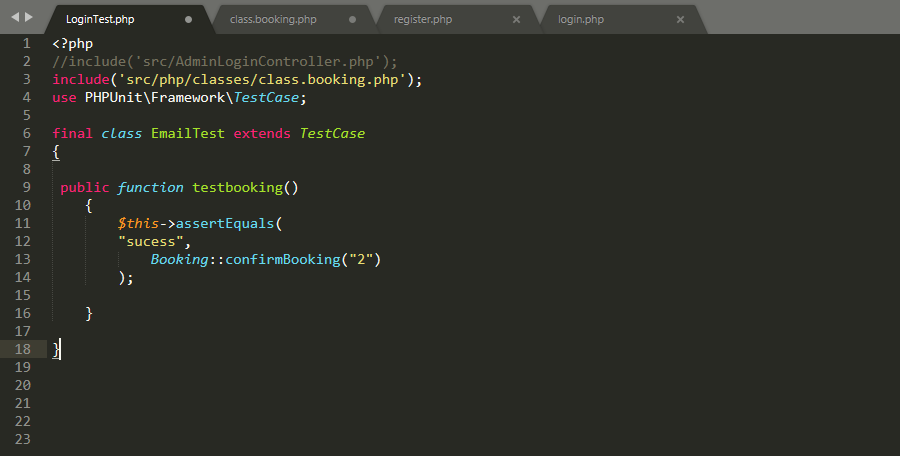 LoginTest.php class.booking.php register.php login.php
1 <?php
2 //include('src/AdminLoginController.php');
3 include('src/php/classes/class.booking.php');
4 use PHPUnit\Framework\TestCase;
5
6 final class EmailTest extends TestCase
7 {
8
9 public function testbooking()
10 {
11 $this->assertEquals(
12 "sucess",
13 Booking::confirmBooking("2")
14 );
15
16 }
17
18 }
19
20
21
22
23